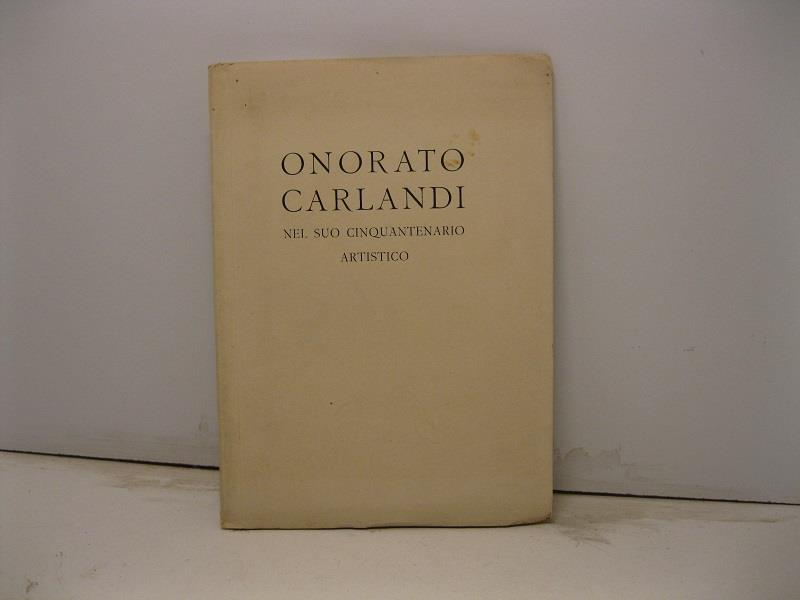 ONORATO
CARLANDI
NEL SUO CINQUANTENARIO
ARTISTICO